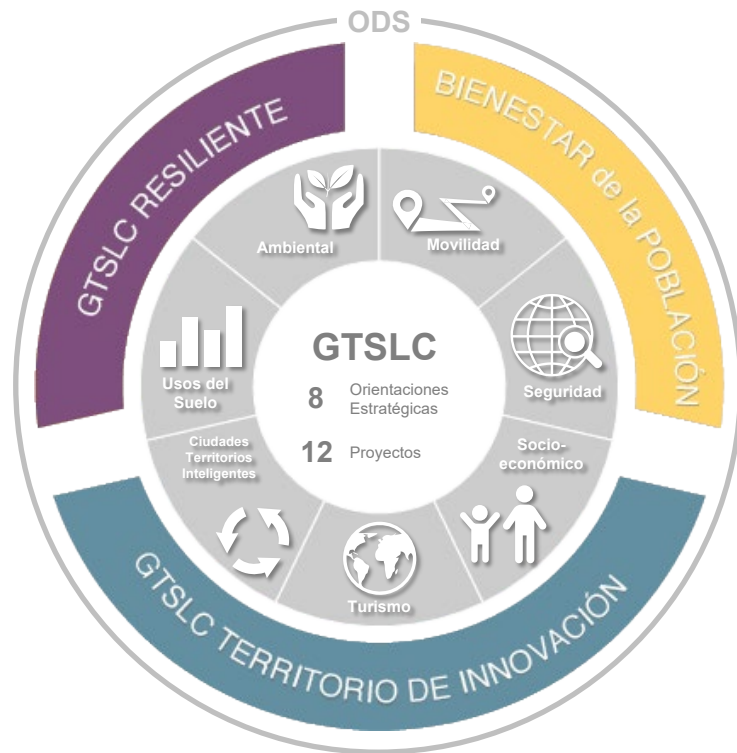 ODS
GTSLC RESILIENTE
BIENESTAR de la POBLACIÓN
Ambiental
Movilidad
Usos del
Suelo
GTSLC
8 Orientaciones
Estratégicas
12 Proyectos
Seguridad
Ciudades
Territorios
Inteligentes
Socio-
económico
Turismo
GTSLC TERRITORIO DE INNOVACIÓN